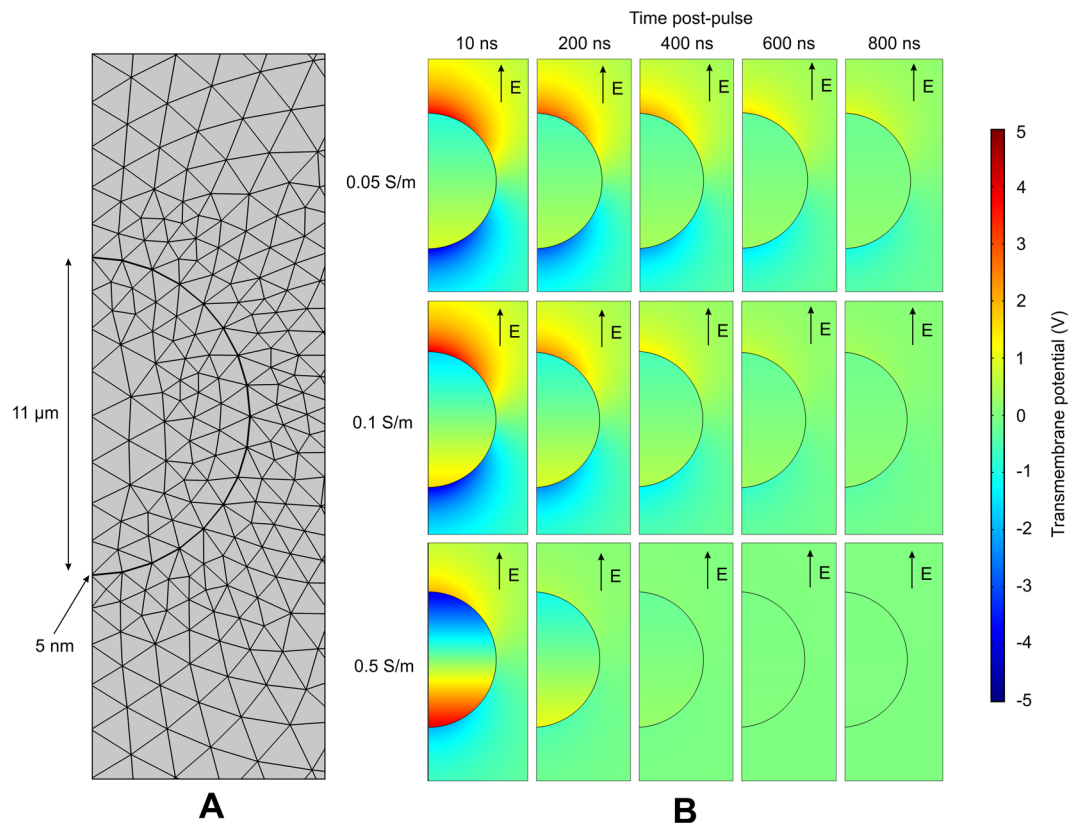 Time post-pulse
10 ns 200 ns 400 ns 600 ns 800 ns
E E E E E
0.05 S/m
11 µm
0.1 S/m
E E E E E
0.5 S/m
E E E E E
5 nm
5
4
3
2
1
0
-1
-2
-3
-4
-5
Transmembrane potential (V)
A
B